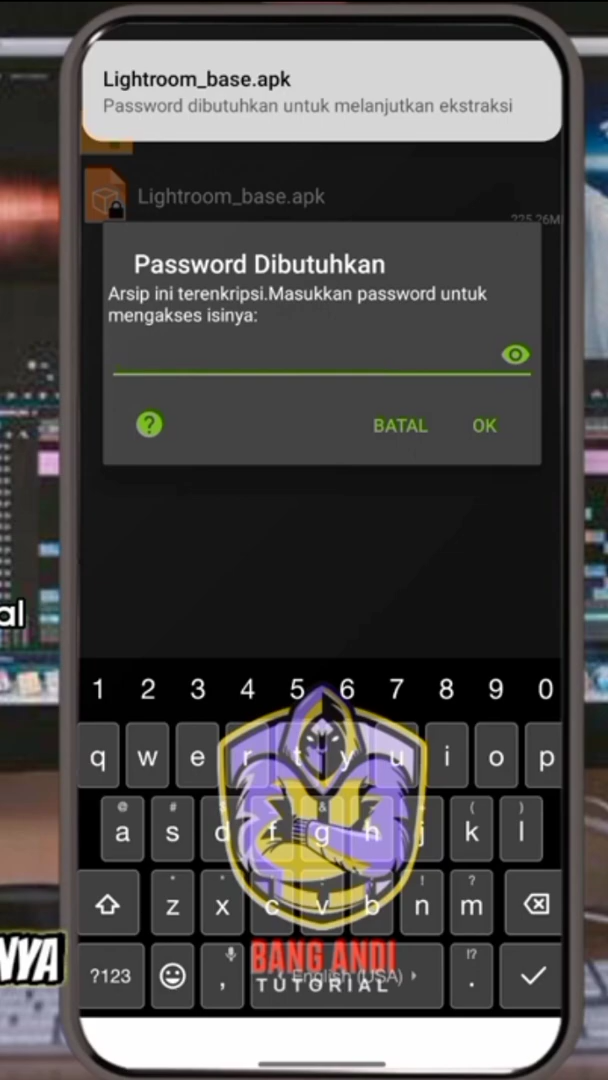 Lightroom_base.apk
Password dibutuhkan untuk melanjutkan ekstraksi
Lightroom_base.apk
225.26M
Password Dibutuhkan
Arsip ini terenkripsi.Masukkan password untuk
mengakses isinya:
?
BATAL
OK
al
1 2 3 4 5 6 7 8 9 0
q w e r t y u i o p
@ # & ( )
a s d f g h j k l
! ?
z x c v b n m
NYA
BANG ANDI
TUTORIAL
?123 , English (USA) . !?